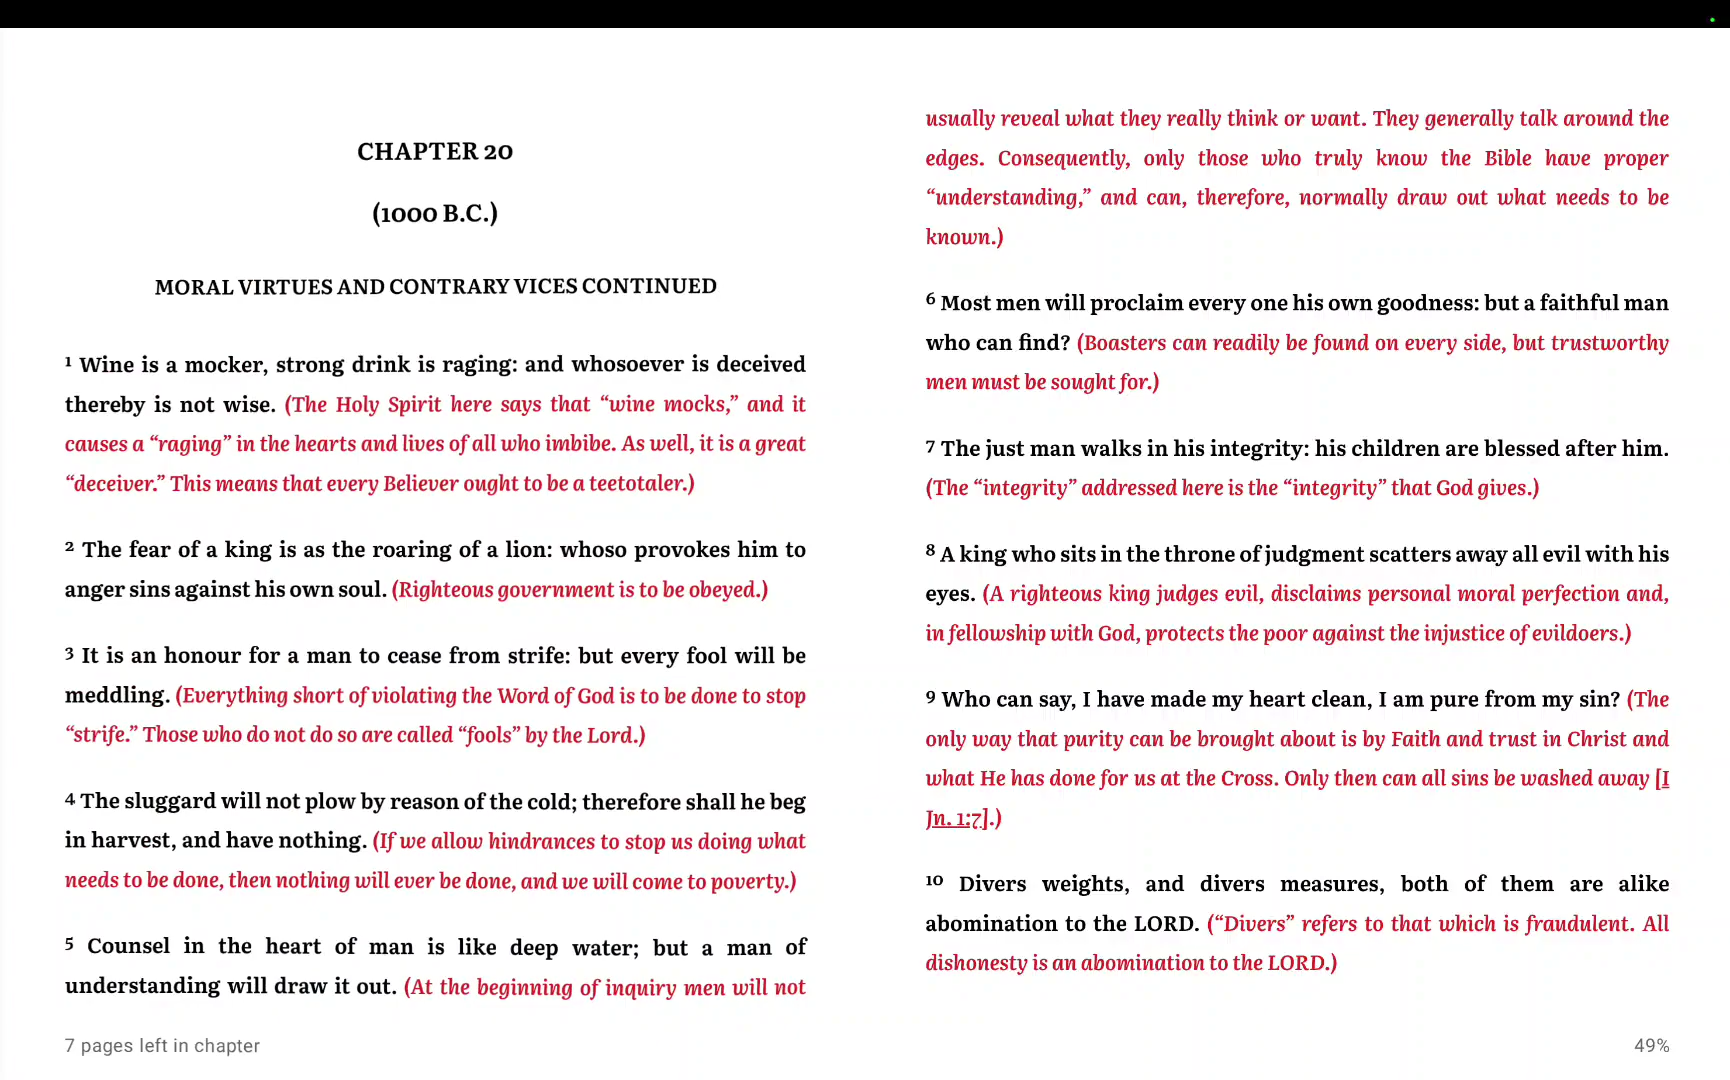 CHAPTER 20
(1000 B.C.)
MORAL VIRTUES AND CONTRARY VICES CONTINUED
1 Wine is a mocker, strong drink is raging: and whosoever is deceived
thereby is not wise. (The Holy Spirit here says that “wine mocks,” and it
causes a “raging” in the hearts and lives of all who imbibe. As well, it is a great
“deceiver.” This means that every Believer ought to be a teetotaler.)
2 The fear of a king is as the roaring of a lion: whoso provokes him to
anger sins against his own soul. (Righteous government is to be obeyed.)
3 It is an honour for a man to cease from strife: but every fool will be
meddling. (Everything short of violating the Word of God is to be done to stop
“strife.” Those who do not do so are called “fools” by the Lord.)
4 The sluggard will not plow by reason of the cold; therefore shall he beg
in harvest, and have nothing. (If we allow hindrances to stop us doing what
needs to be done, then nothing will ever be done, and we will come to poverty.)
5 Counsel in the heart of man is like deep water; but a man of
understanding will draw it out. (At the beginning of inquiry men will not
usually reveal what they really think or want. They generally talk around the
edges. Consequently, only those who truly know the Bible have proper
“understanding,” and can, therefore, normally draw out what needs to be
known.)
6 Most men will proclaim every one his own goodness: but a faithful man
who can find? (Boasters can readily be found on every side, but trustworthy
men must be sought for.)
7 The just man walks in his integrity: his children are blessed after him.
(The “integrity” addressed here is the “integrity” that God gives.)
8 A king who sits in the throne of judgment scatters away all evil with his
eyes. (A righteous king judges evil, disclaims personal moral perfection and,
in fellowship with God, protects the poor against the injustice of evildoers.)
9 Who can say, I have made my heart clean, I am pure from my sin? (The
only way that purity can be brought about is by Faith and trust in Christ and
what He has done for us at the Cross. Only then can all sins be washed away [I
Jn. 1:7].)
10 Divers weights, and divers measures, both of them are alike
abomination to the LORD. (“Divers” refers to that which is fraudulent. All
dishonesty is an abomination to the LORD.)
7 pages left in chapter
49%